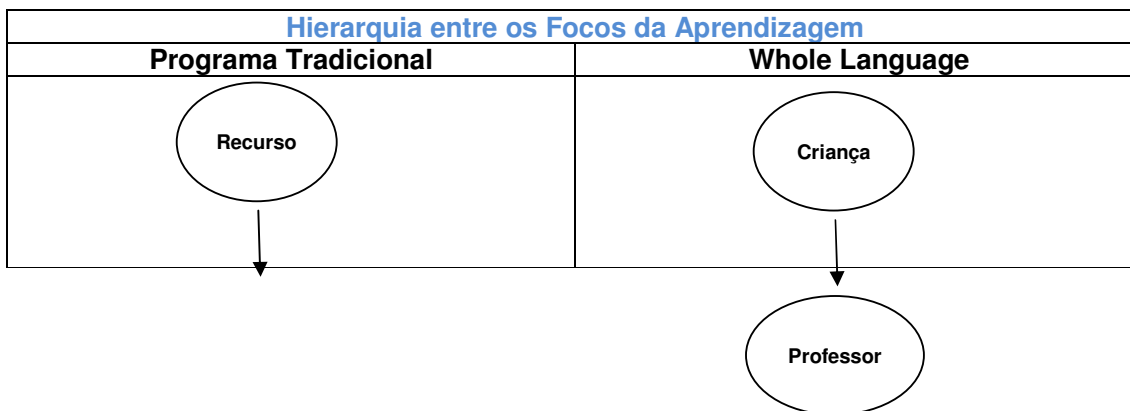 Hierarquia entre os Focos da Aprendizagem
Programa Tradicional
Whole Language
Recurso
Criança
Professor